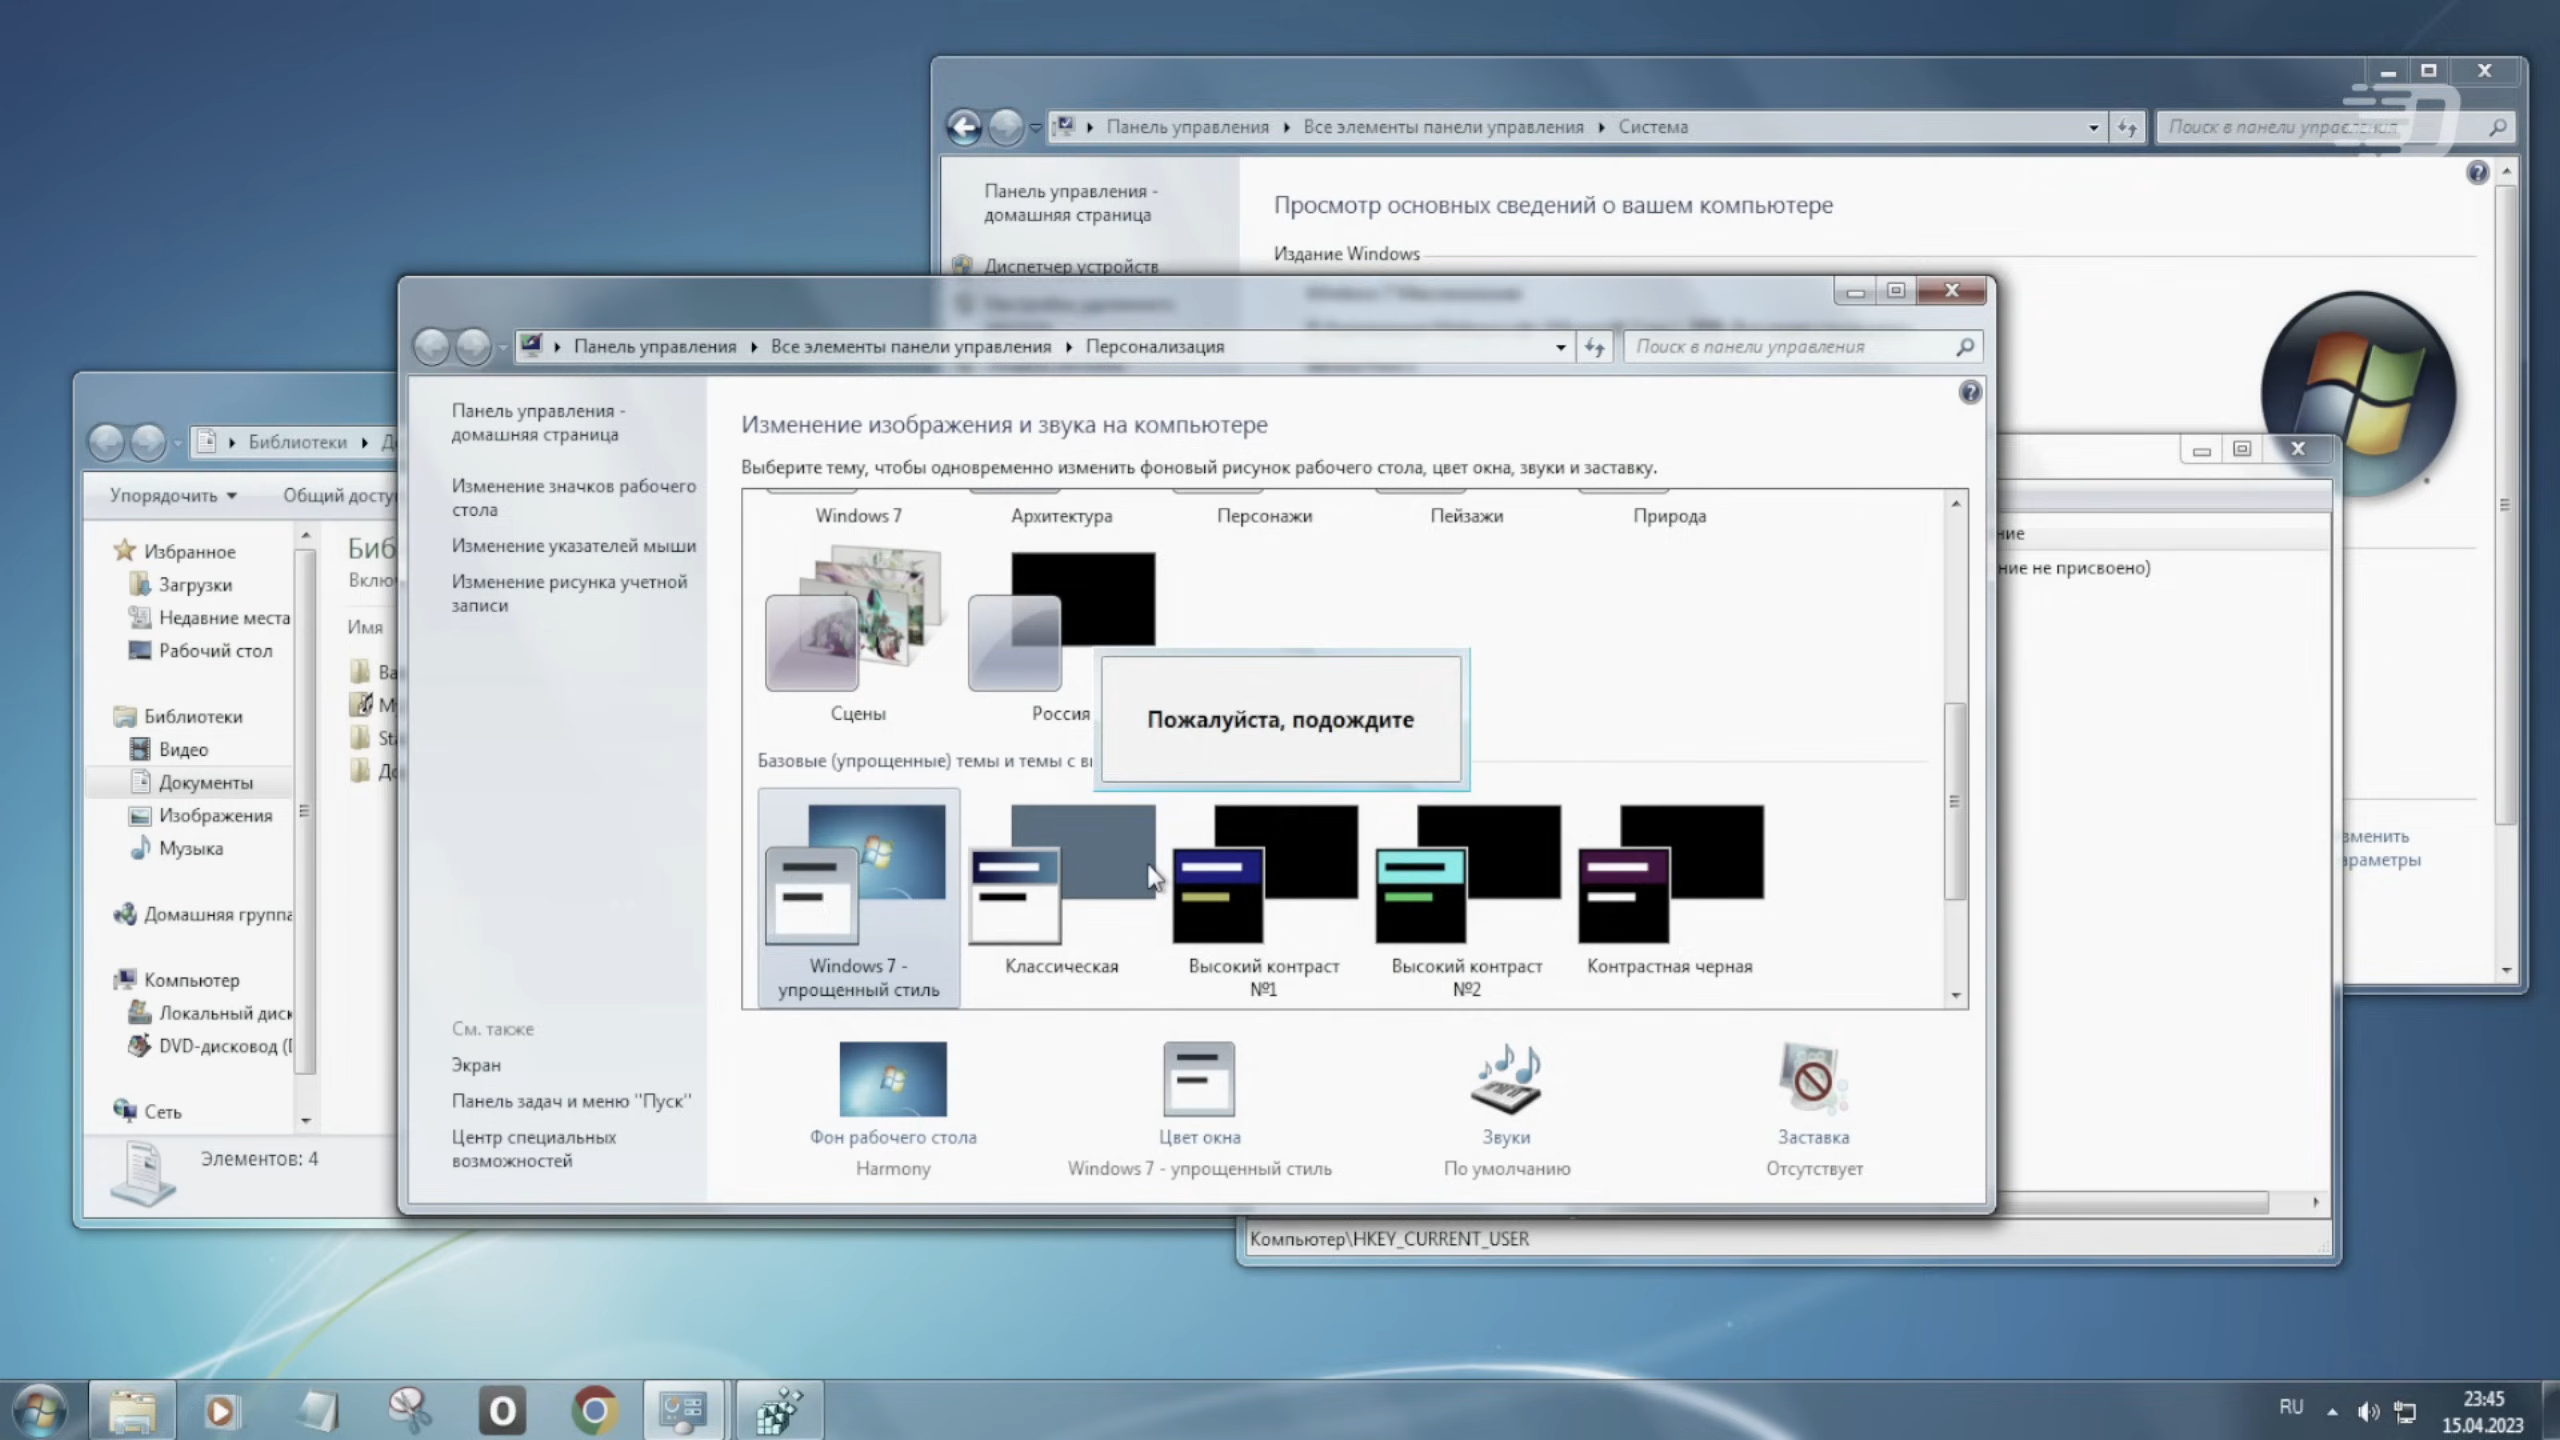 Панель управления
Все элементы панели управления
Система
Поиск в панели управления
Панель управления -
домашняя страница
Диспетчер устройств
Просмотр основных сведений о вашем компьютере
Издание Windows
Панель управления
Все элементы панели управления
Персонализация
Поиск в панели управления
Панель управления -
домашняя страница
Изменение значков рабочего
стола
Изменение указателей мыши
Изменение рисунка учетной
записи
См. также
Экран
Панель задач и меню "Пуск"
Центр специальных
возможностей
Изменение изображения и звука на компьютере
Выберите тему, чтобы одновременно изменить фоновый рисунок рабочего стола, цвет окна, звуки и заставку.
Windows 7
Архитектура
Персонажи
Пейзажи
Природа
Сцены
Россия
Пожалуйста, подождите
Базовые (упрощенные) темы и темы с
Windows 7 -
упрощенный стиль
Классическая
Высокий контраст
№1
Высокий контраст
№2
Контрастная черная
Фон рабочего стола
Harmony
Цвет окна
Windows 7 - упрощенный стиль
Звуки
По умолчанию
Заставка
Отсутствует
Библиотеки
Упорядочить
Общий
Избранное
Загрузки
Недавние места
Рабочий стол
Библиотеки
Видео
Документы
Изображения
Музыка
Домашняя группа
Компьютер
Локальный диск
DVD-дисковод
Сеть
Имя
Элементов: 4
ние
ние не присвоено)
Компьютер\HKEY_CURRENT_USER
RU
23:45
15.04.2023